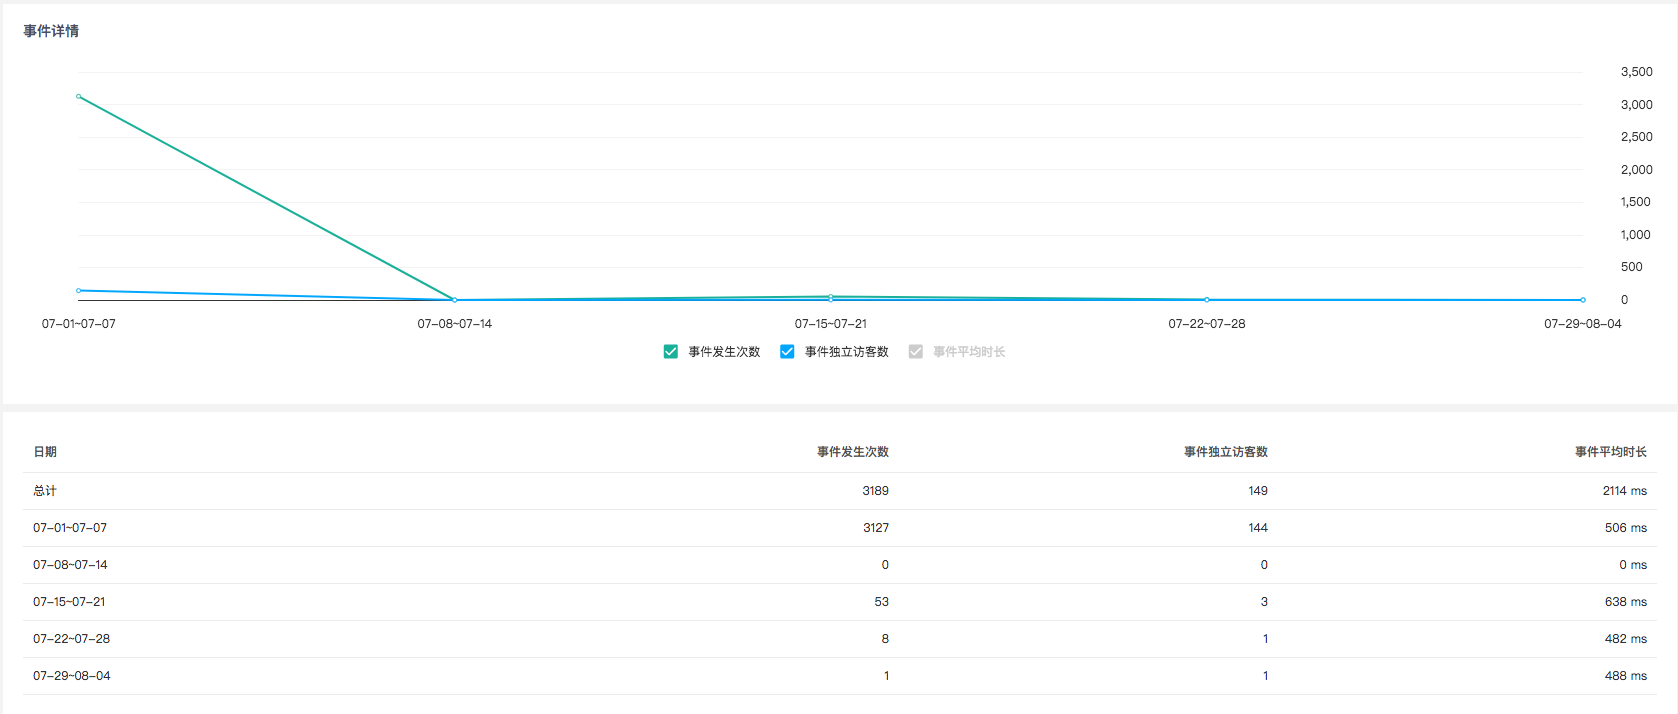 事件详情
3,500
3,000
2,500
2,000
1,500
1,000
500
0
07-01~07-07 07-08~07-14 07-15~07-21 07-22~07-28 07-29~08-04
事件发生次数 事件独立访客数 事件平均时长
日期 事件发生次数 事件独立访客数 事件平均时长
总计 3189 149 2114 ms
07-01~07-07 3127 144 506 ms
07-08~07-14 0 0 0 ms
07-15~07-21 53 3 638 ms
07-22~07-28 8 1 482 ms
07-29~08-04 1 1 488 ms